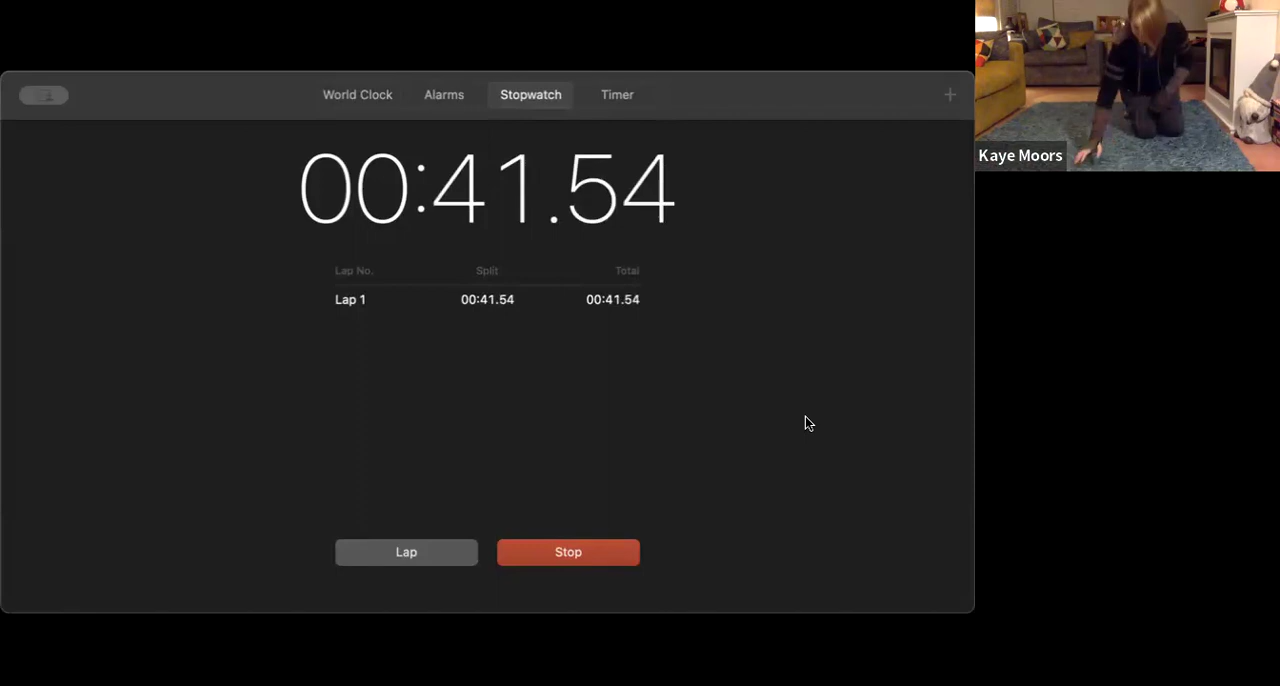 World Clock Alarms Stopwatch Timer
00:41.54
Lap No. Split Total
Lap 1 00:41.54 00:41.54
Lap Stop
Kaye Moors